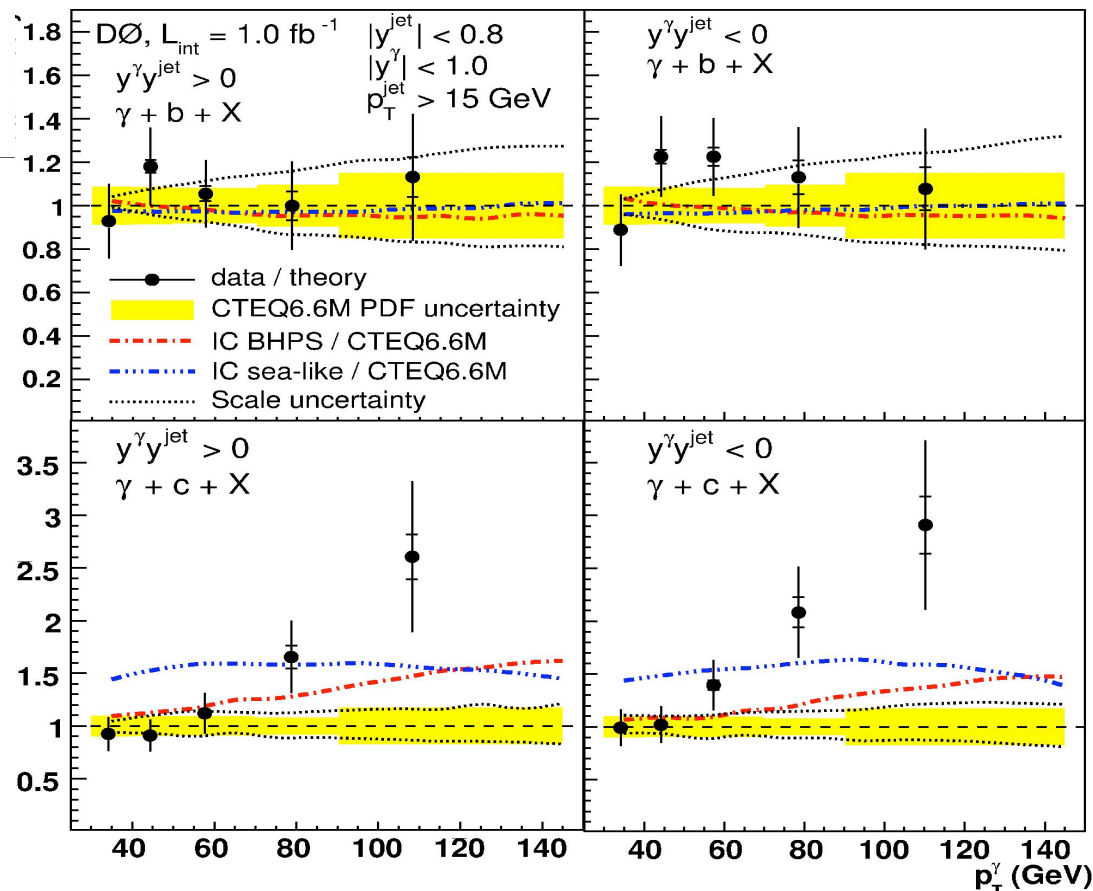 DØ, L_int = 1.0 fb⁻¹
y^γ y^jet > 0
γ + b + X
|y^jet| < 0.8
|y^γ| < 1.0
p_T^jet > 15 GeV
data / theory
CTEQ6.6M PDF uncertainty
IC BHPS / CTEQ6.6M
IC sea-like / CTEQ6.6M
Scale uncertainty
1.8
1.6
1.4
1.2
1
0.8
0.6
0.4
0.2
y^γ y^jet < 0
γ + b + X
y^γ y^jet > 0
γ + c + X
3.5
3
2.5
2
1.5
1
0.5
y^γ y^jet < 0
γ + c + X
40 60 80 100 120 140
40 60 80 100 120 140
p_T^γ (GeV)